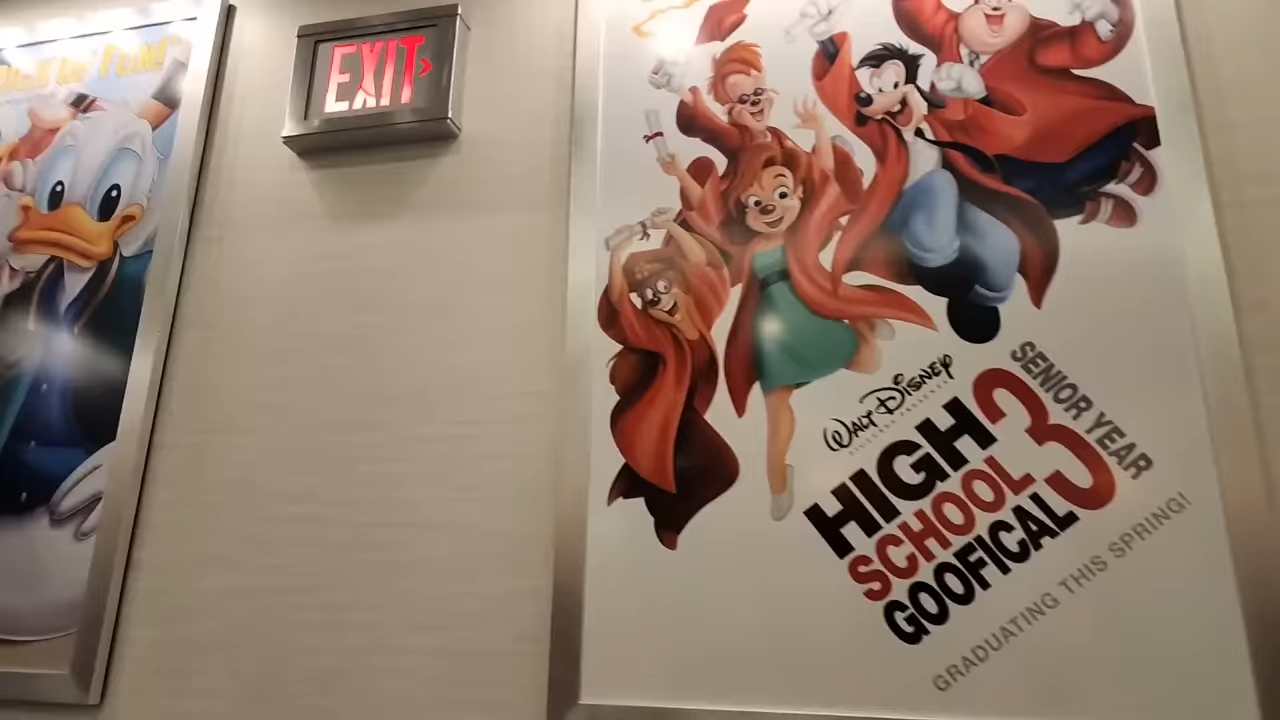 EXIT
WALT DISNEY
PICTURES PRESENTS
HIGH
SCHOOL
GOOFICAL
3
SENIOR YEAR
GRADUATING THIS SPRING!